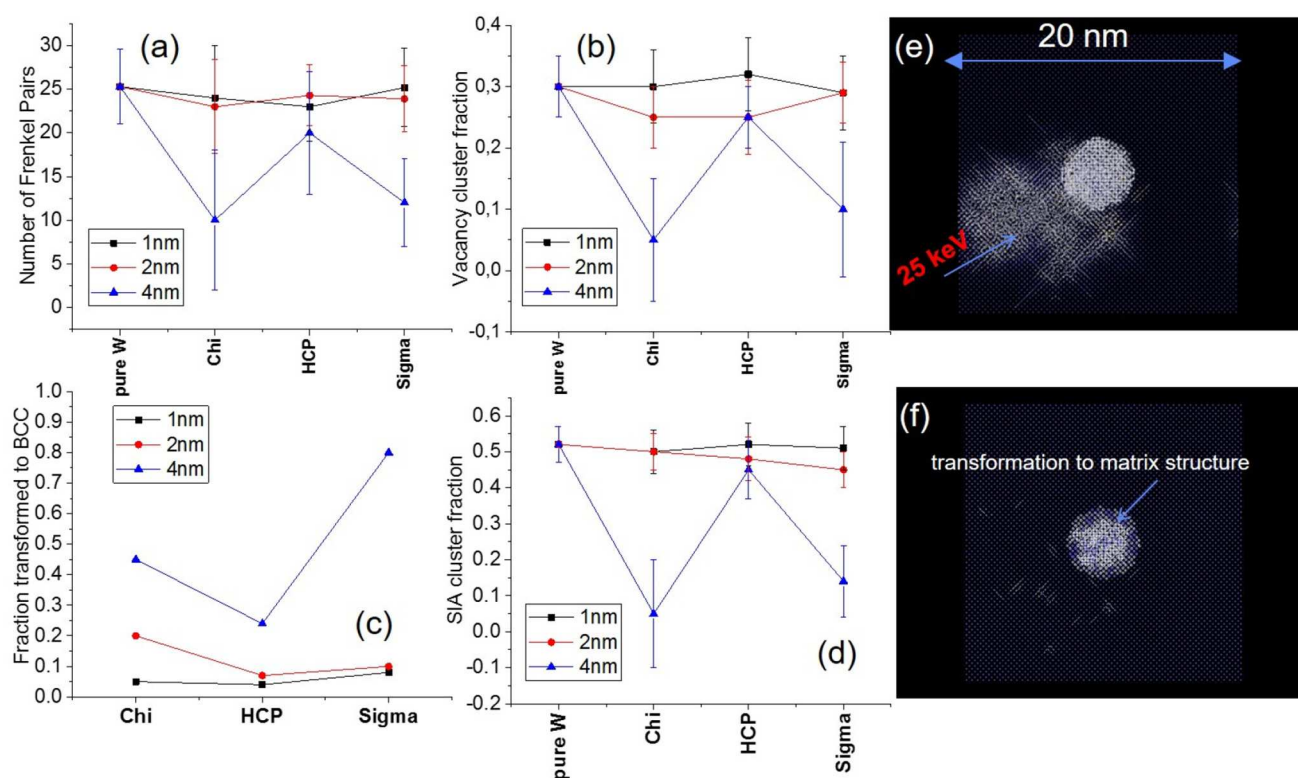 (a)
Number of Frenkel Pairs
30
25
20
15
10
5
0
1nm
2nm
4nm
pure W
Chi
HCP
Sigma
(b)
Vacancy cluster fraction
0,4
0,3
0,2
0,1
0,0
-0,1
1nm
2nm
4nm
pure W
Chi
HCP
Sigma
(e)
20 nm
25 keV
(c)
Fraction transformed to BCC
1.0
0.9
0.8
0.7
0.6
0.5
0.4
0.3
0.2
0.1
0.0
1nm
2nm
4nm
Chi
HCP
Sigma
(d)
SIA cluster fraction
0.6
0.5
0.4
0.3
0.2
0.1
0.0
-0.1
-0.2
1nm
2nm
4nm
pure W
Chi
HCP
Sigma
(f)
transformation to matrix structure